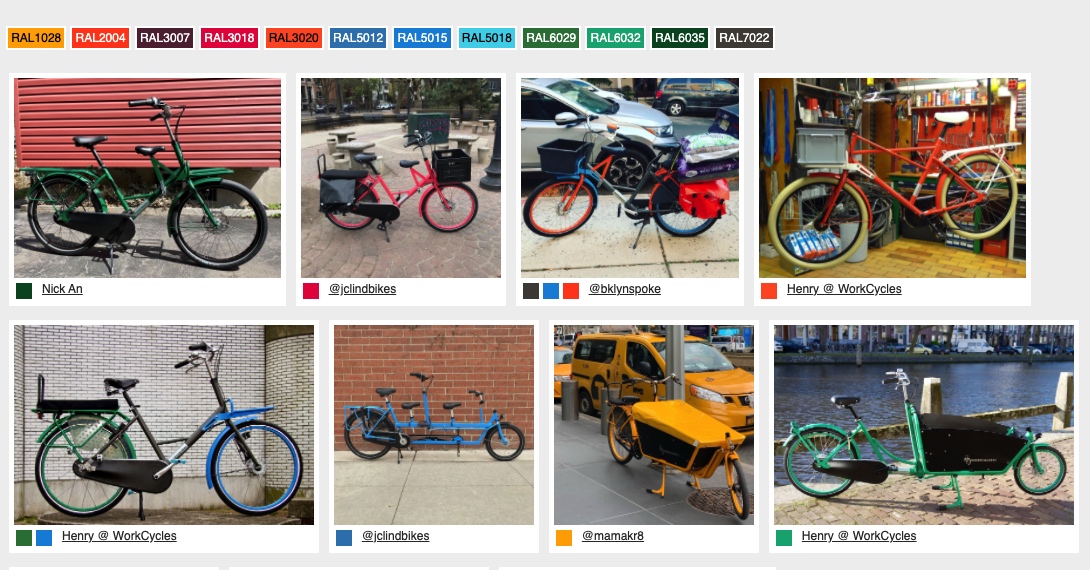 RAL1028 RAL2004 RAL3007 RAL3018 RAL3020 RAL5012 RAL5015 RAL5018 RAL6029 RAL6032 RAL6035 RAL7022
Nick An @jclindbikes @bklynspoke Henry @ WorkCycles
Henry @ WorkCycles @jclindbikes @mamakr8 Henry @ WorkCycles